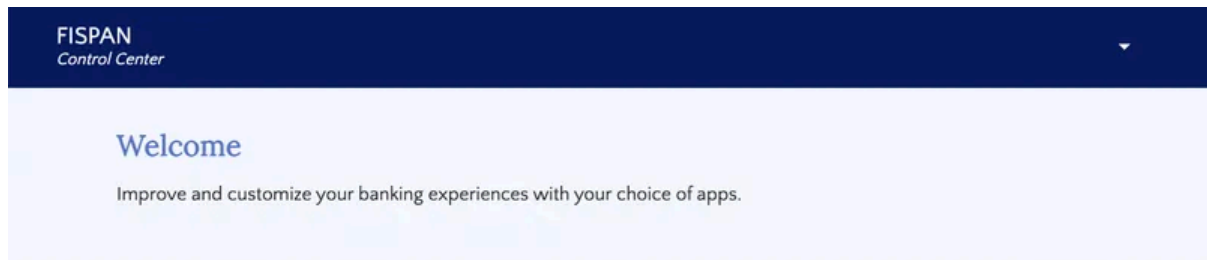 FISPAN
Control Center
Welcome
Improve and customize your banking experiences with your choice of apps.